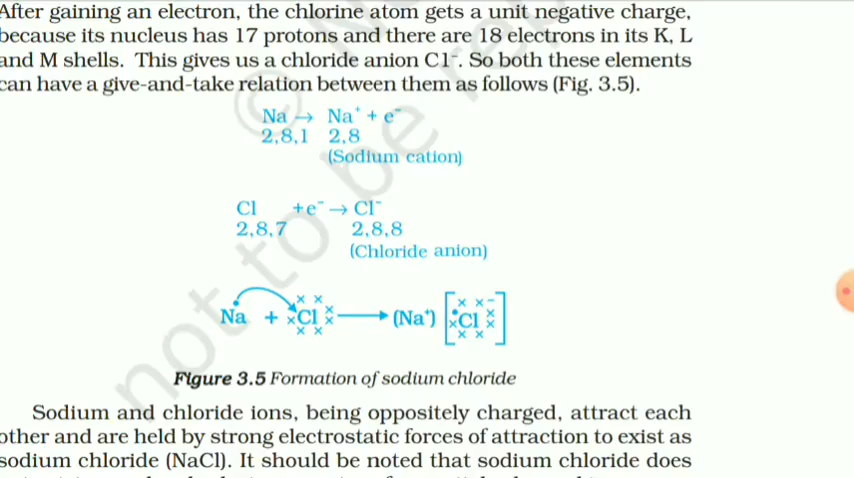 After gaining an electron, the chlorine atom gets a unit negative charge,
because its nucleus has 17 protons and there are 18 electrons in its K, L
and M shells. This gives us a chloride anion C1⁻. So both these elements
can have a give-and-take relation between them as follows (Fig. 3.5).
Na → Na⁺ + e⁻
2,8,1 2,8
(Sodium cation)
Cl +e⁻ → Cl⁻
2,8,7 2,8,8
(Chloride anion)
Na + Cl → (Na⁺) [Cl]⁻
Figure 3.5 Formation of sodium chloride
Sodium and chloride ions, being oppositely charged, attract each
other and are held by strong electrostatic forces of attraction to exist as
sodium chloride (NaCl). It should be noted that sodium chloride does
not to be rep